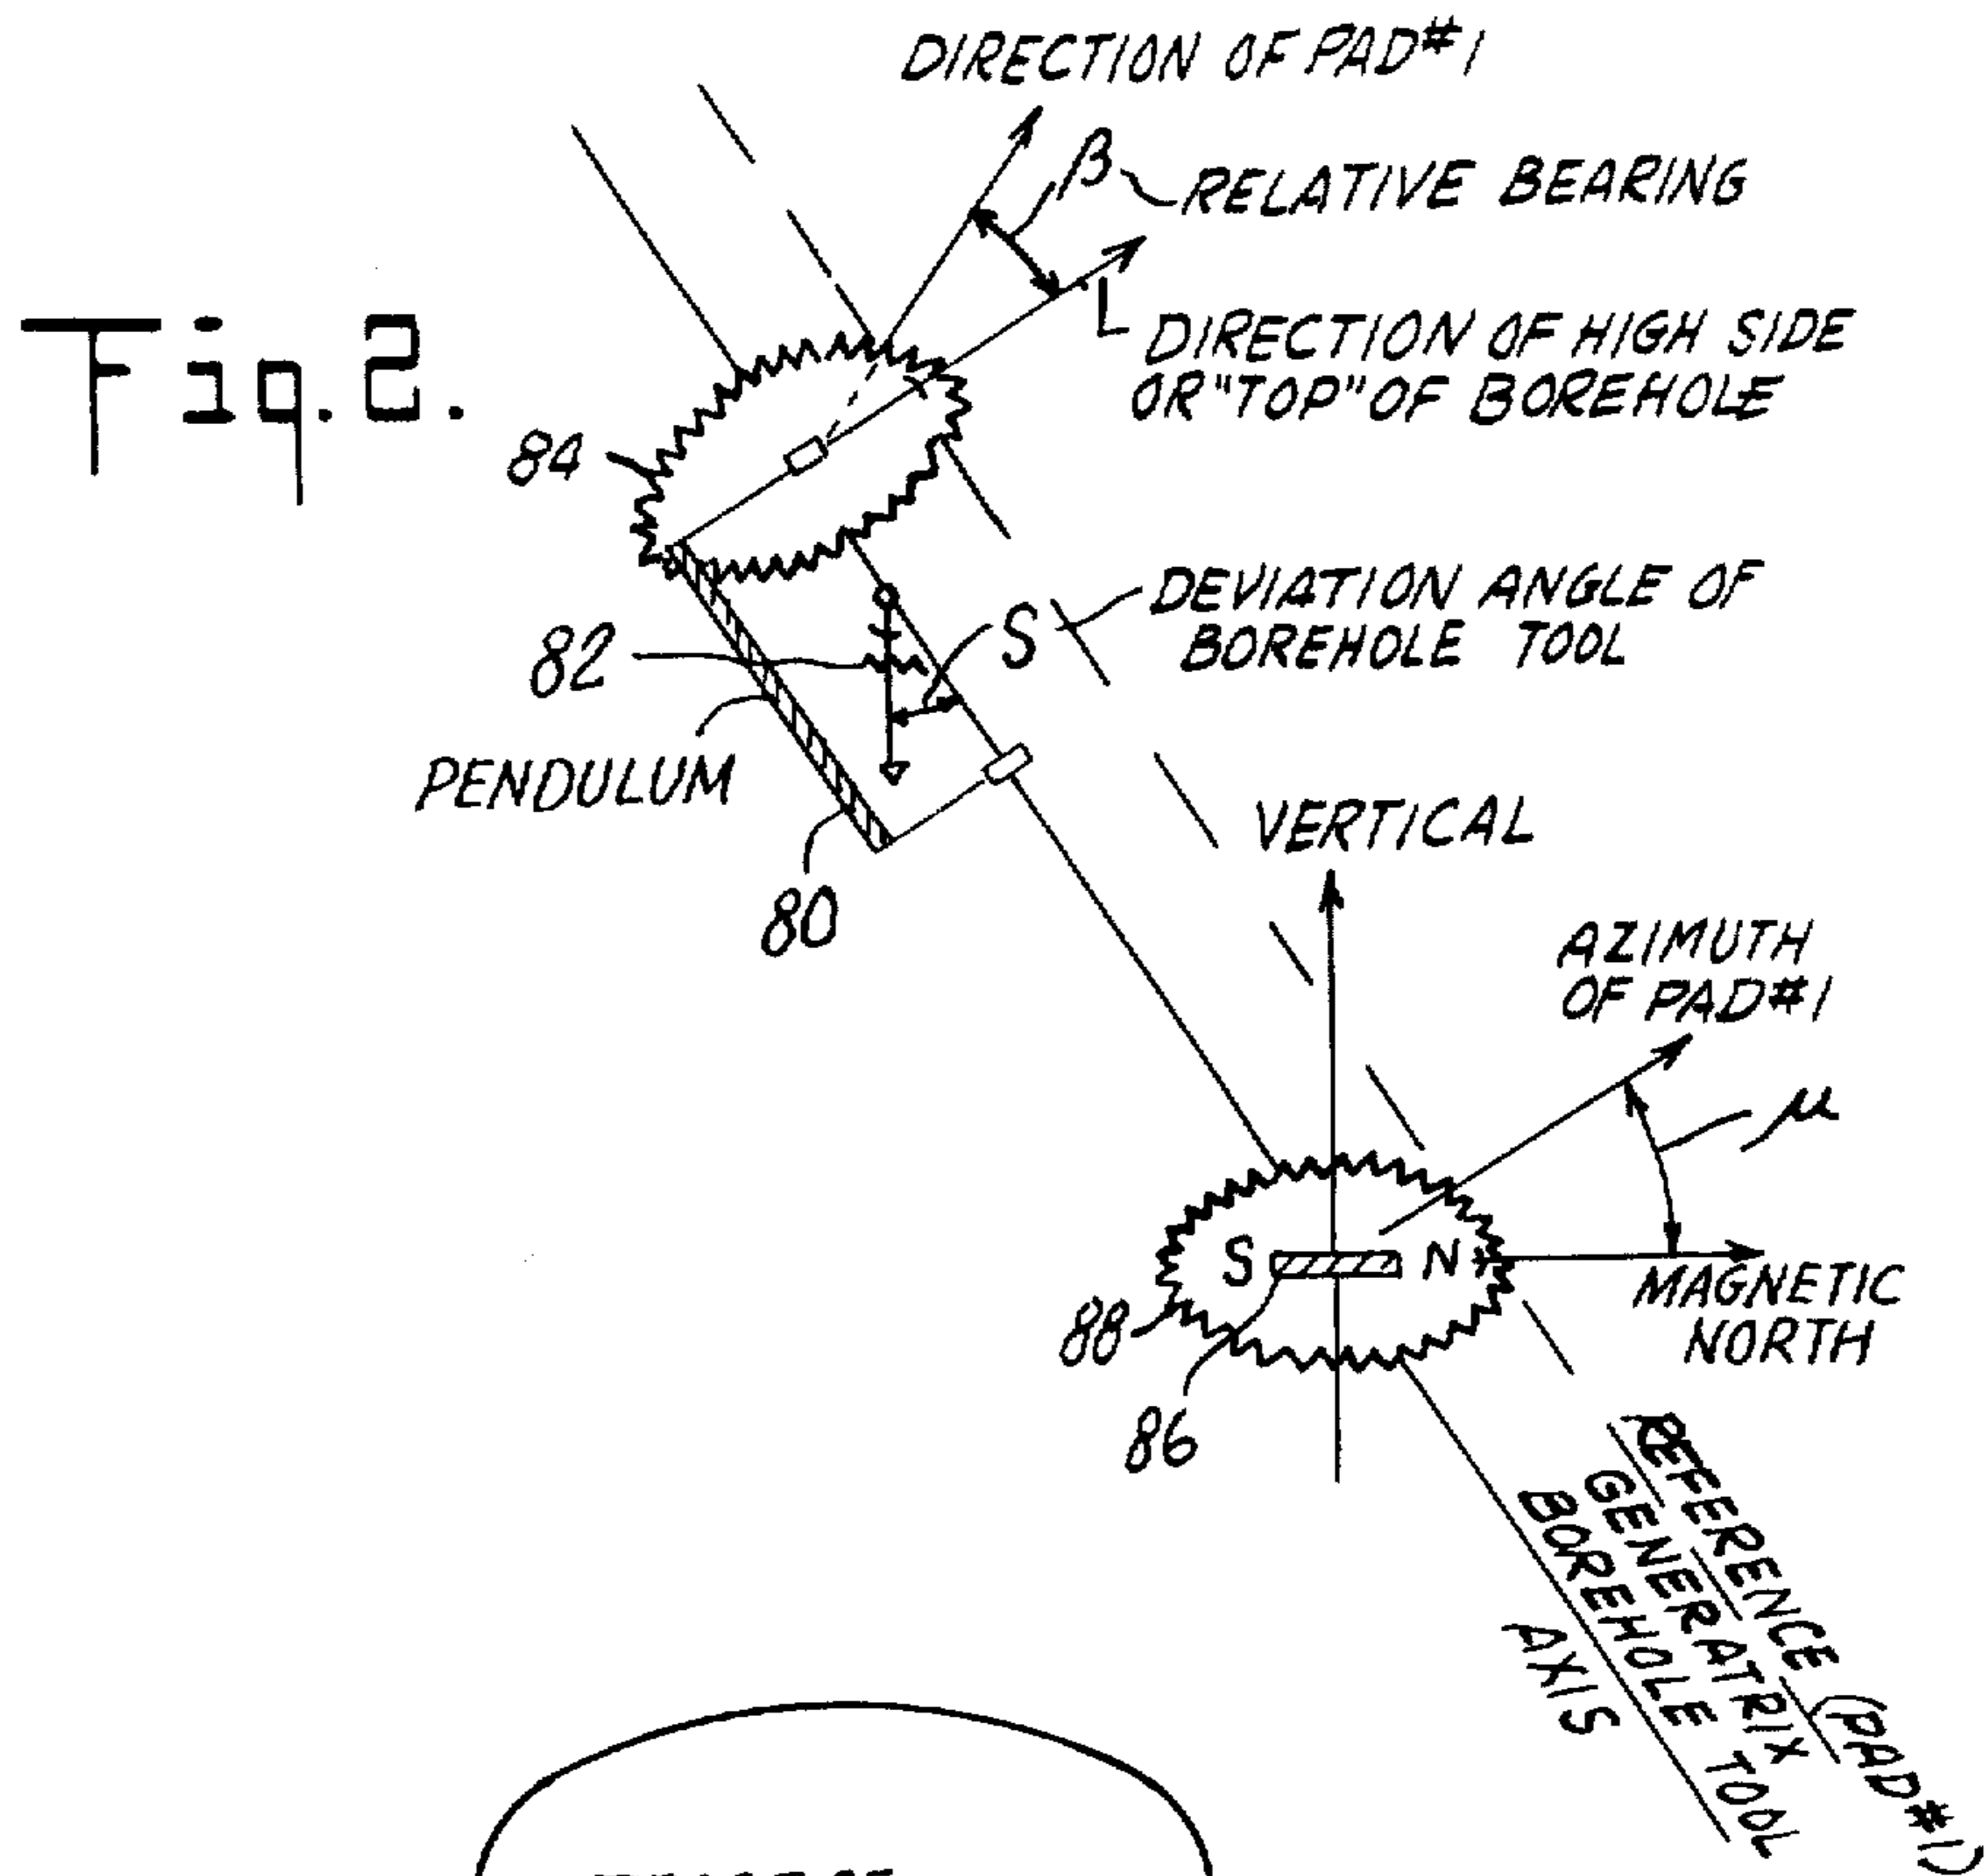 Fig. 2.
DIRECTION OF PAD#1
β RELATIVE BEARING
L DIRECTION OF HIGH SIDE
OR "TOP" OF BOREHOLE
84
S DEVIATION ANGLE OF
BOREHOLE TOOL
82
PENDULUM
80
VERTICAL
AZIMUTH
OF PAD#1
μ
S N
MAGNETIC
NORTH
88
86
REFERENCE (PAD#1)
GENERATRIX
BOREHOLE TOOL
AXIS